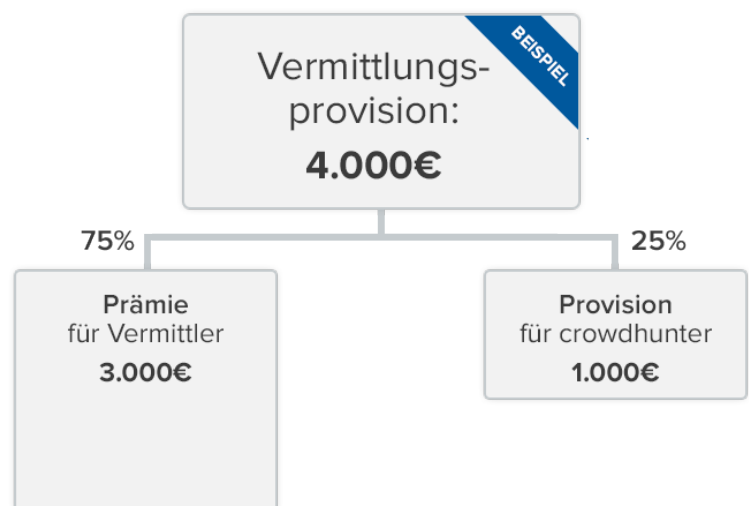 BEISPIEL
Vermittlungs-
provision:
4.000€
75%
25%
Prämie
für Vermittler
3.000€
Provision
für crowdhunter
1.000€